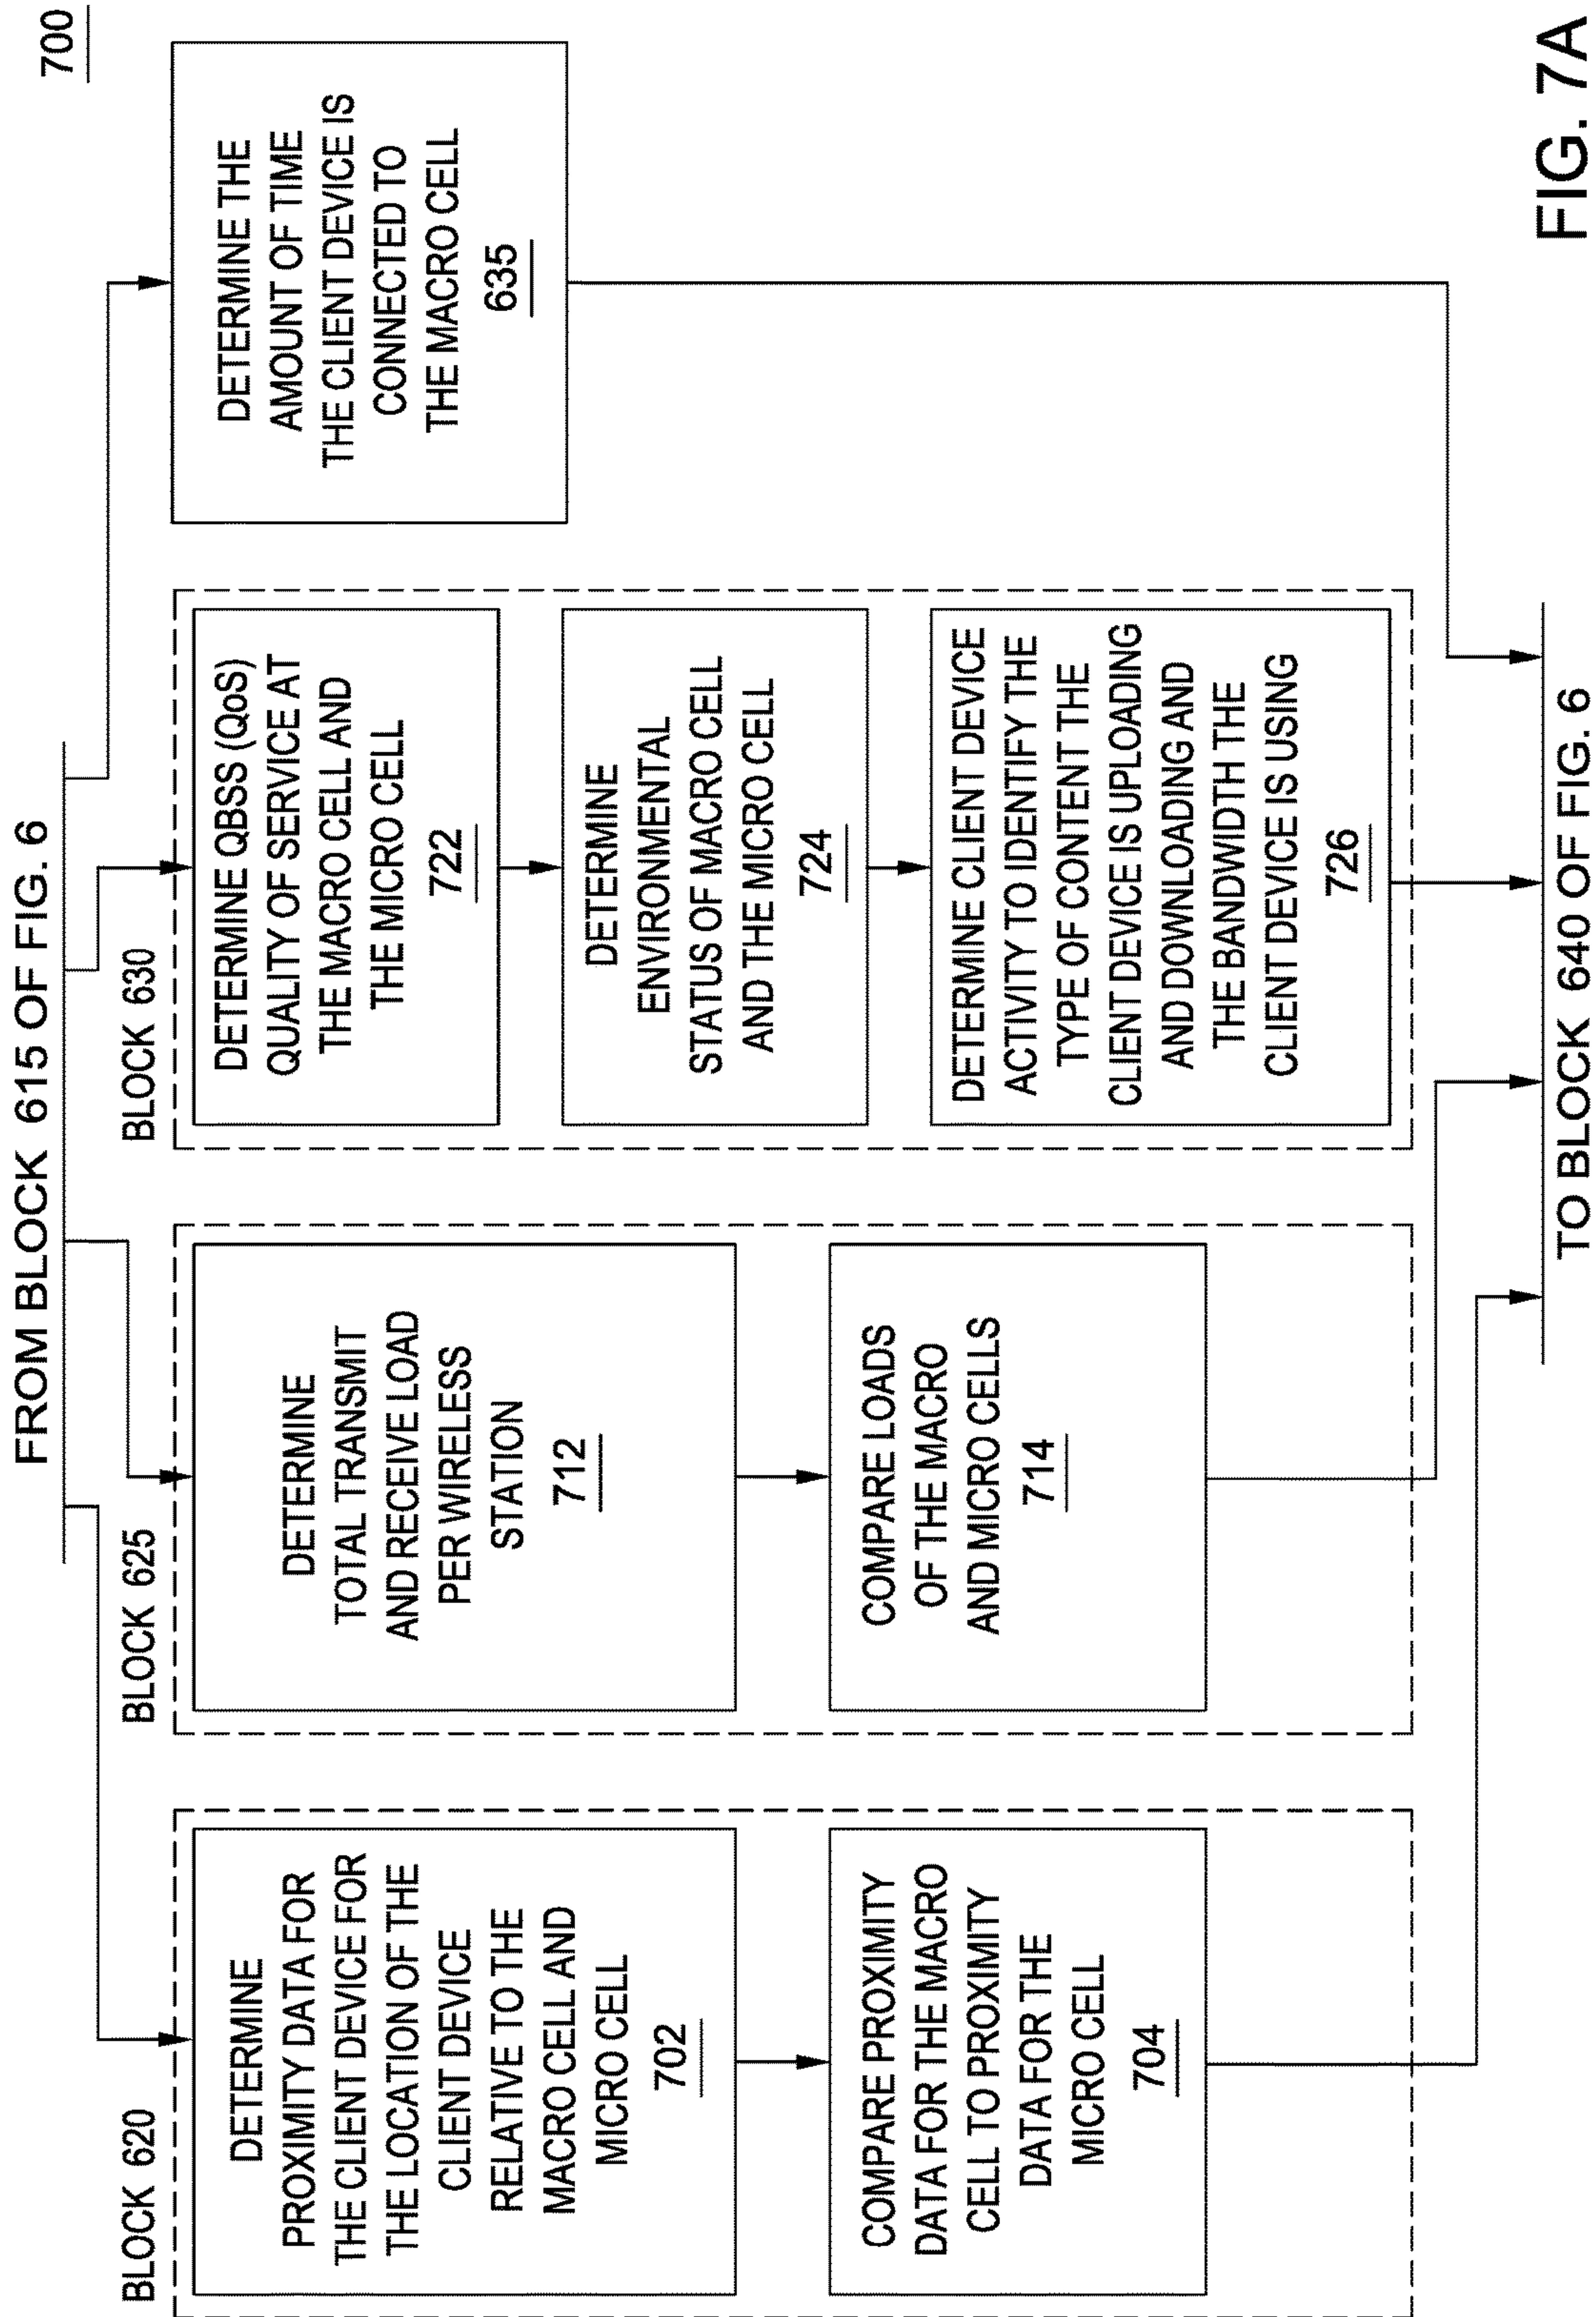 700
FROM BLOCK 615 OF FIG. 6
BLOCK 620
DETERMINE
PROXIMITY DATA FOR
THE CLIENT DEVICE FOR
THE LOCATION OF THE
CLIENT DEVICE
RELATIVE TO THE
MACRO CELL AND
MICRO CELL
702
COMPARE PROXIMITY
DATA FOR THE MACRO
CELL TO PROXIMITY
DATA FOR THE
MICRO CELL
704
BLOCK 625
DETERMINE
TOTAL TRANSMIT
AND RECEIVE LOAD
PER WIRELESS
STATION
712
COMPARE LOADS
OF THE MACRO
AND MICRO CELLS
714
BLOCK 630
DETERMINE QBSS (QoS)
QUALITY OF SERVICE AT
THE MACRO CELL AND
THE MICRO CELL
722
DETERMINE
ENVIRONMENTAL
STATUS OF MACRO CELL
AND THE MICRO CELL
724
DETERMINE CLIENT DEVICE
ACTIVITY TO IDENTIFY THE
TYPE OF CONTENT THE
CLIENT DEVICE IS UPLOADING
AND DOWNLOADING AND
THE BANDWIDTH THE
CLIENT DEVICE IS USING
726
DETERMINE THE
AMOUNT OF TIME
THE CLIENT DEVICE IS
CONNECTED TO
THE MACRO CELL
635
TO BLOCK 640 OF FIG. 6
FIG. 7A